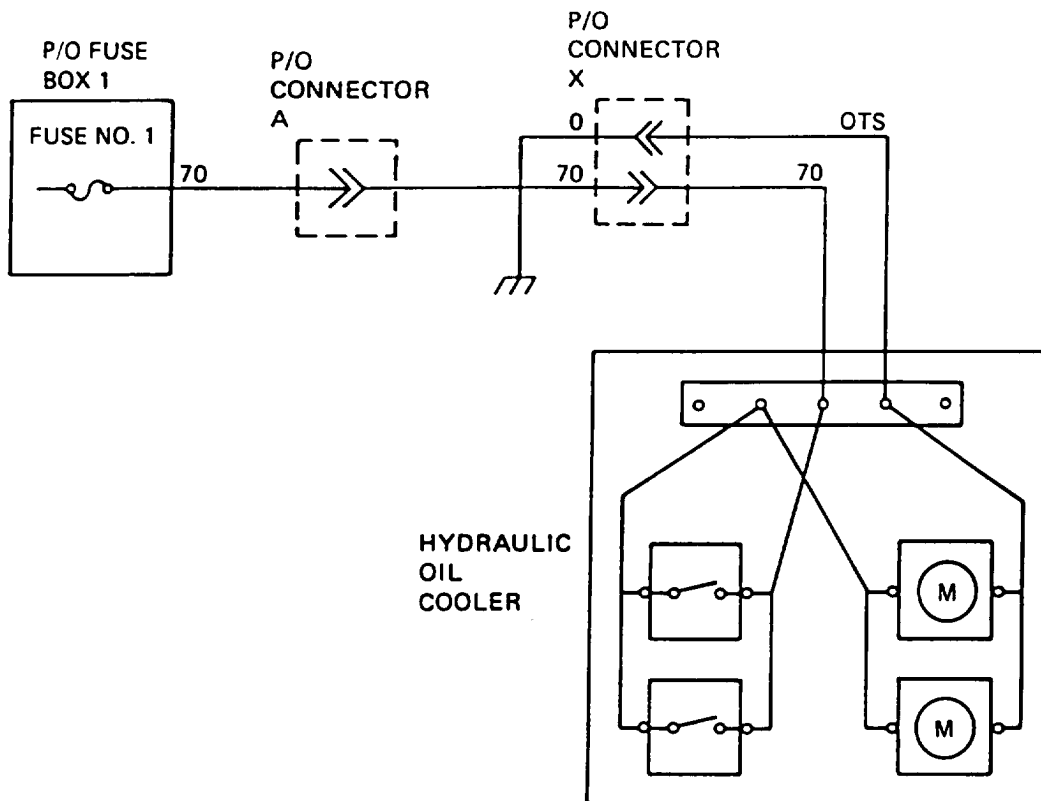 P/O FUSE
BOX 1
FUSE NO. 1
70
P/O
CONNECTOR
A
P/O
CONNECTOR
X
0
OTS
70
70
HYDRAULIC
OIL
COOLER
M
M